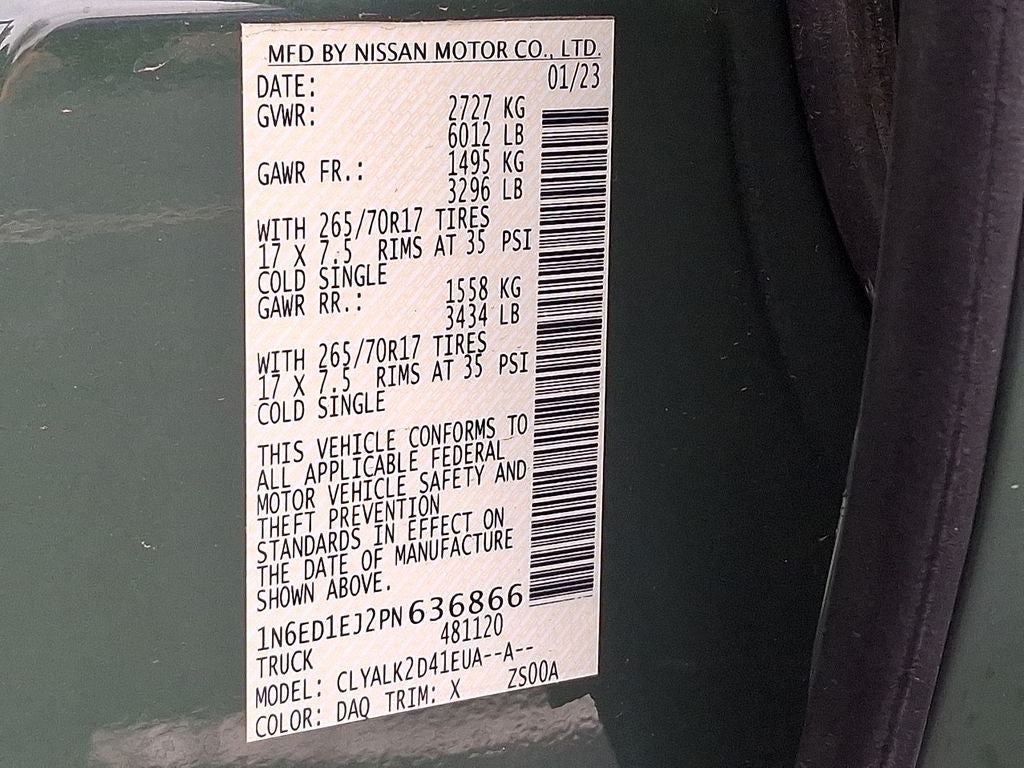 MFD BY NISSAN MOTOR CO., LTD.
DATE: 01/23
GVWR: 2727 KG
6012 LB
GAWR FR.: 1495 KG
3296 LB
WITH 265/70R17 TIRES
17 X 7.5 RIMS AT 35 PSI
COLD SINGLE
GAWR RR.: 1558 KG
3434 LB
WITH 265/70R17 TIRES
17 X 7.5 RIMS AT 35 PSI
COLD SINGLE
THIS VEHICLE CONFORMS TO
ALL APPLICABLE FEDERAL
MOTOR VEHICLE SAFETY AND
THEFT PREVENTION
STANDARDS IN EFFECT ON
THE DATE OF MANUFACTURE
SHOWN ABOVE.
1N6ED1EJ2PN636866
TRUCK 481120
MODEL: CLYALK2D41EUA--A--
COLOR: DAQ TRIM: X ZS00A